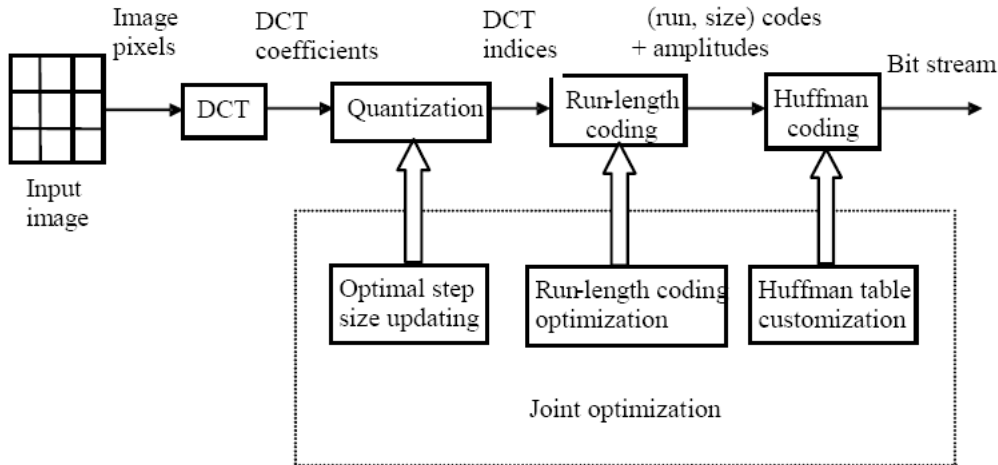 Image
pixels
DCT
coefficients
DCT
indices
(run, size) codes
+ amplitudes
Bit stream
DCT
Quantization
Run-length
coding
Huffman
coding
Input
image
Optimal step
size updating
Run-length coding
optimization
Huffman table
customization
Joint optimization